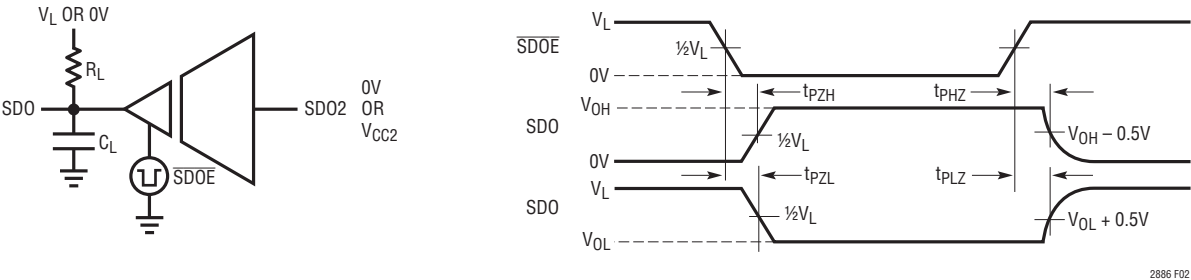 V_L OR 0V
R_L
SDO
C_L
SDOE
SDO2
0V
OR
V_CC2
V_L
SDOE
½V_L
0V
t_PZH
t_PHZ
V_OH
SDO
½V_L
V_OH – 0.5V
0V
t_PZL
t_PLZ
V_L
SDO
½V_L
V_OL + 0.5V
V_OL
2886 F02